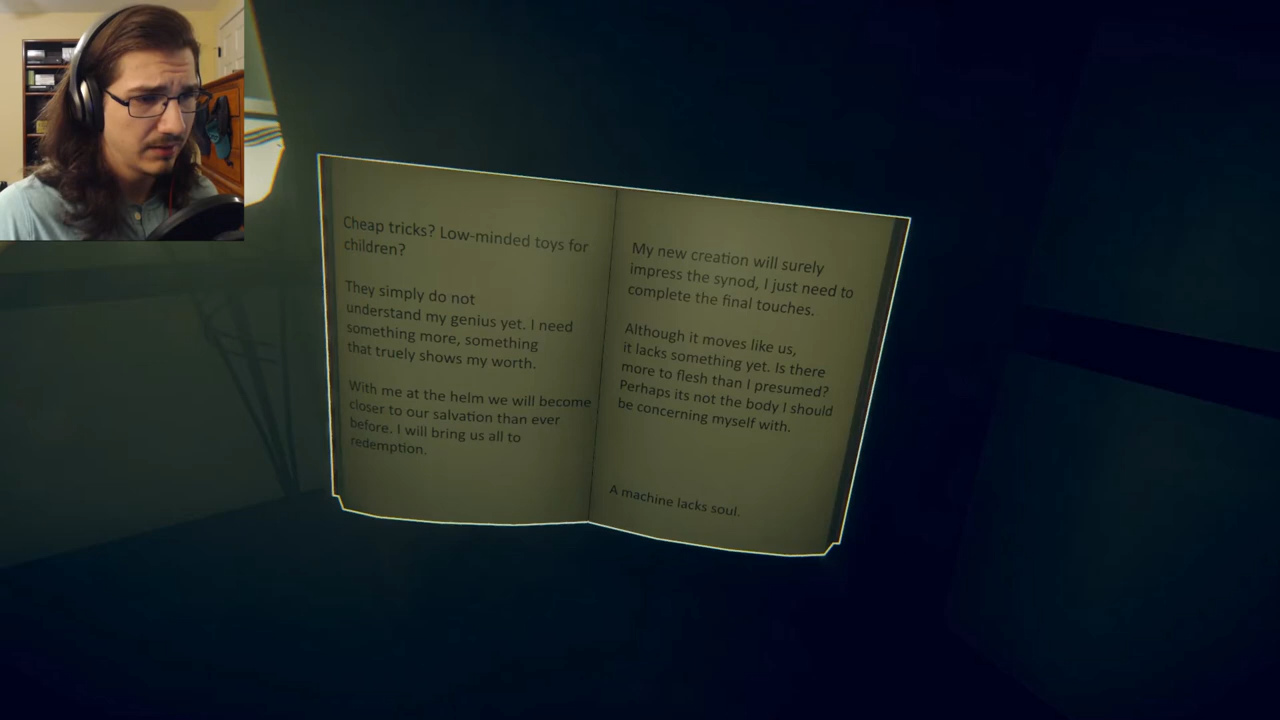 Cheap tricks? Low-minded toys for
children?
They simply do not
understand my genius yet. I need
something more, something
that truely shows my worth.
With me at the helm we will become
closer to our salvation than ever
before. I will bring us all to
redemption.
My new creation will surely
impress the synod, I just need to
complete the final touches.
Although it moves like us,
it lacks something yet. Is there
more to flesh than I presumed?
Perhaps its not the body I should
be concerning myself with.
A machine lacks soul.